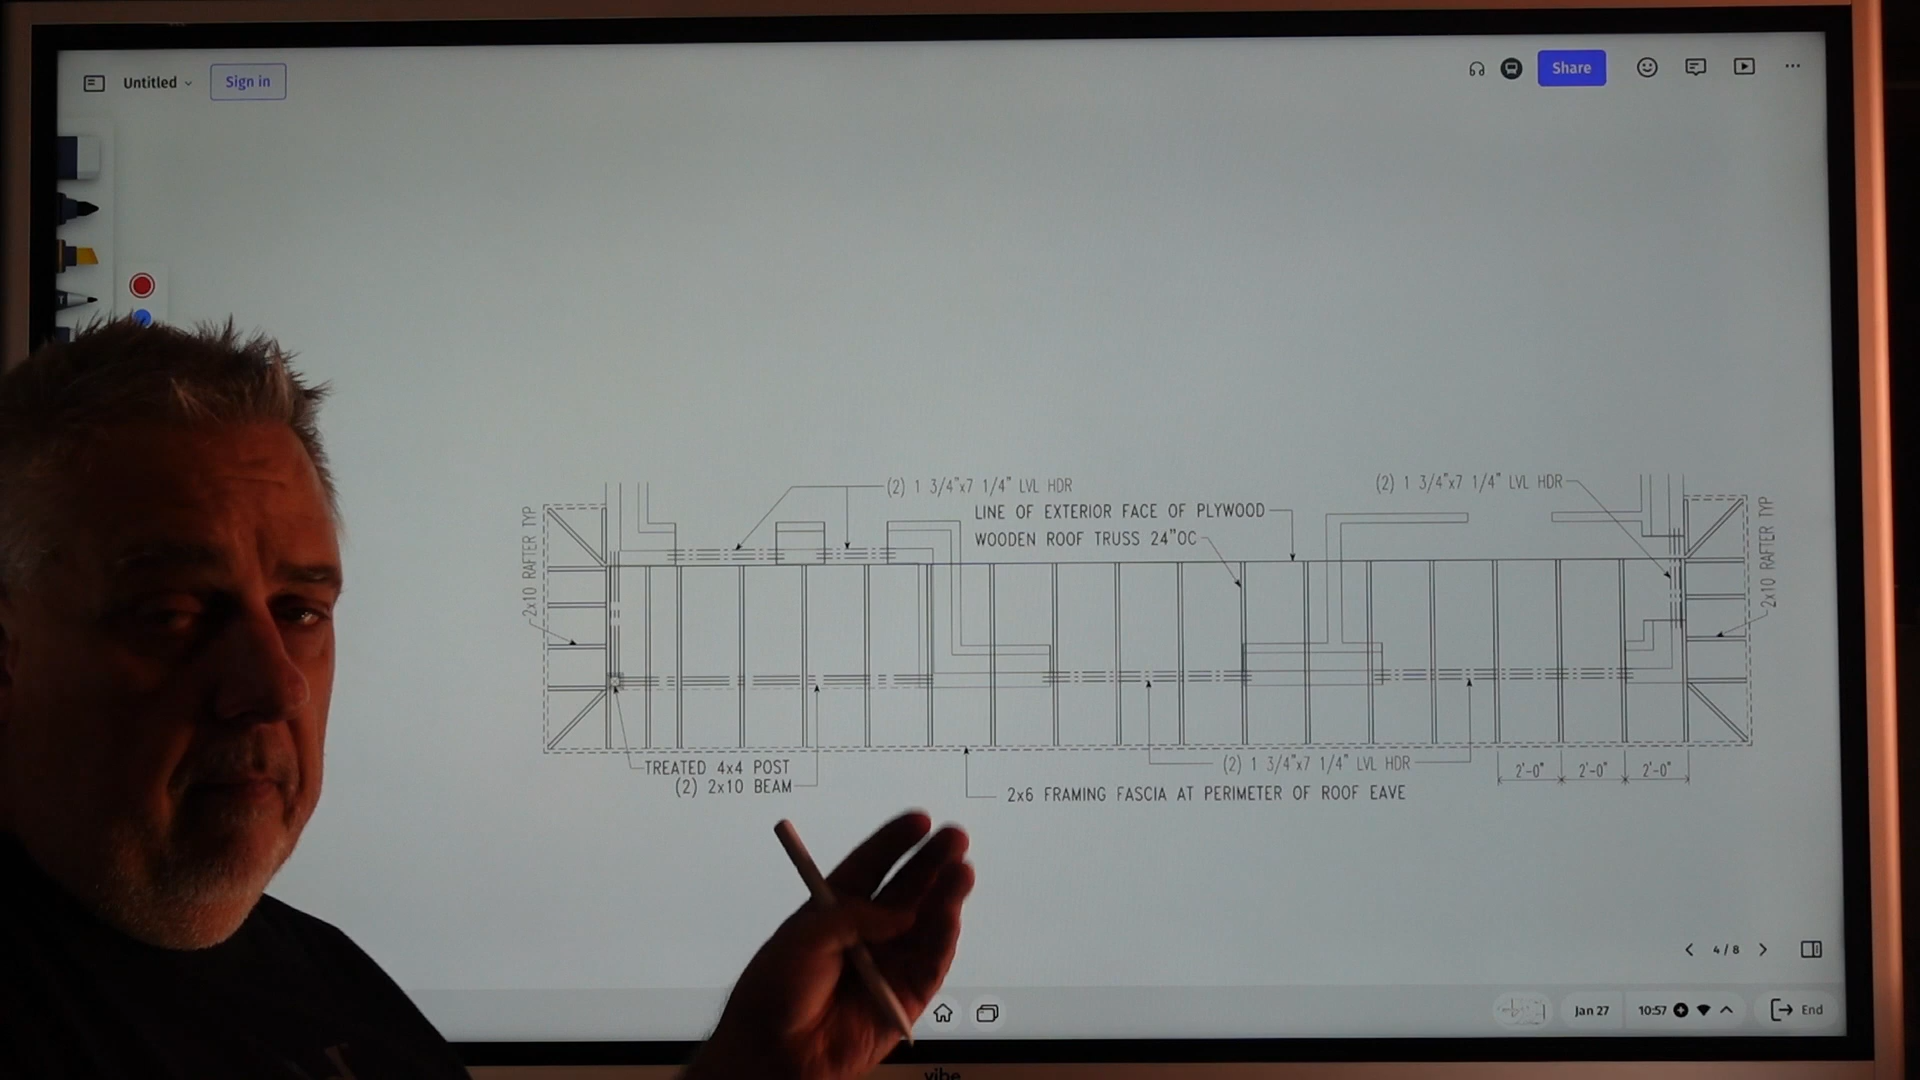 Untitled
Sign in
Share
(2) 1 3/4"x7 1/4" LVL HDR
(2) 1 3/4"x7 1/4" LVL HDR
LINE OF EXTERIOR FACE OF PLYWOOD
WOODEN ROOF TRUSS 24"OC
2x10 RAFTER TYP
2x10 RAFTER TYP
TREATED 4x4 POST
(2) 2x10 BEAM
(2) 1 3/4"x7 1/4" LVL HDR
2x6 FRAMING FASCIA AT PERIMETER OF ROOF EAVE
2'-0"
2'-0"
2'-0"
4/8
Jan 27
10:57
End
vibe